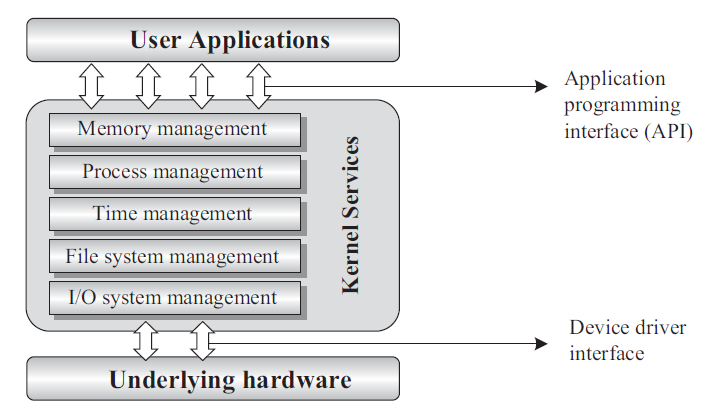 User Applications
Application
programming
interface (API)
Memory management
Process management
Time management
File system management
I/O system management
Kernel Services
Device driver
interface
Underlying hardware